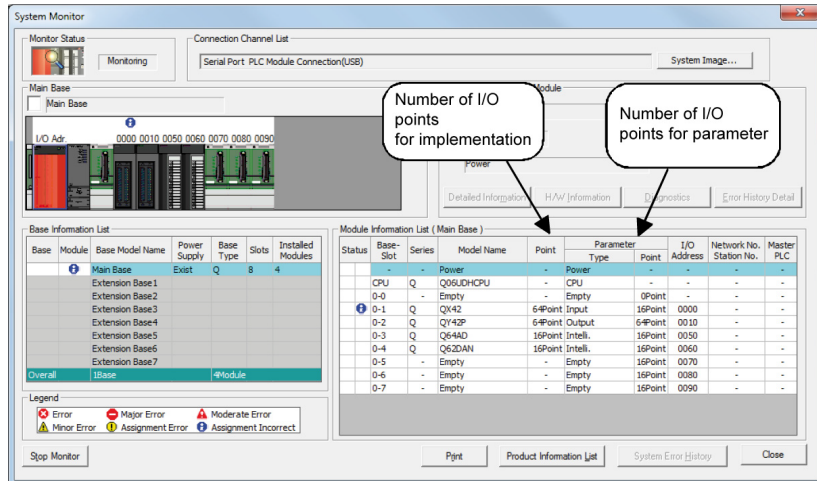 System Monitor
Monitor Status
Monitoring
Connection Channel List
Serial Port PLC Module Connection(USB)
System Image...
Main Base
Main Base
Module
I/O Adr.
0000 0010 0050 0060 0070 0080 0090
Power
Number of I/O
points
for implementation
Number of I/O
points for parameter
Detailed Information
H/W Information
Diagnostics
Error History Detail
Base Information List
Base Module Base Model Name Power Supply Base Type Slots Installed Modules
Main Base Exist Q 8 4
Extension Base1
Extension Base2
Extension Base3
Extension Base4
Extension Base5
Extension Base6
Extension Base7
Overall 1Base 4Module
Module Information List ( Main Base )
Status Base-Slot Series Model Name Point Parameter Type Point I/O Address Network No. Station No. Master PLC
- - Power - Power - - - -
CPU Q Q06UDHCPU - CPU - - - -
0-0 - Empty - Empty 0Point - - -
0-1 Q QX42 64Point Input 16Point 0000 - -
0-2 Q QY42P 64Point Output 64Point 0010 - -
0-3 Q Q64AD 16Point Intelli. 16Point 0050 - -
0-4 Q Q62DAN 16Point Intelli. 16Point 0060 - -
0-5 - Empty - Empty 16Point 0070 - -
0-6 - Empty - Empty 16Point 0080 - -
0-7 - Empty - Empty 16Point 0090 - -
Legend
Error Major Error Moderate Error
Minor Error Assignment Error Assignment Incorrect
Stop Monitor
Print
Product Information List
System Error History
Close